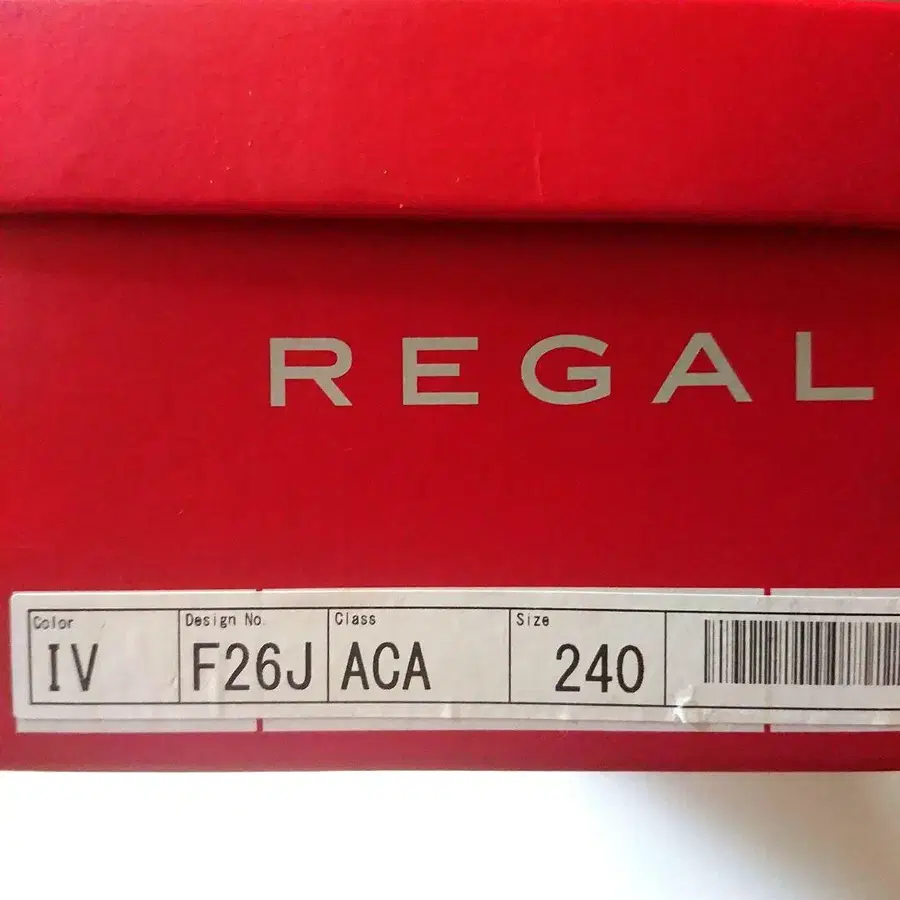 REGAL
Color Design No. Class Size
IV F26J ACA 240